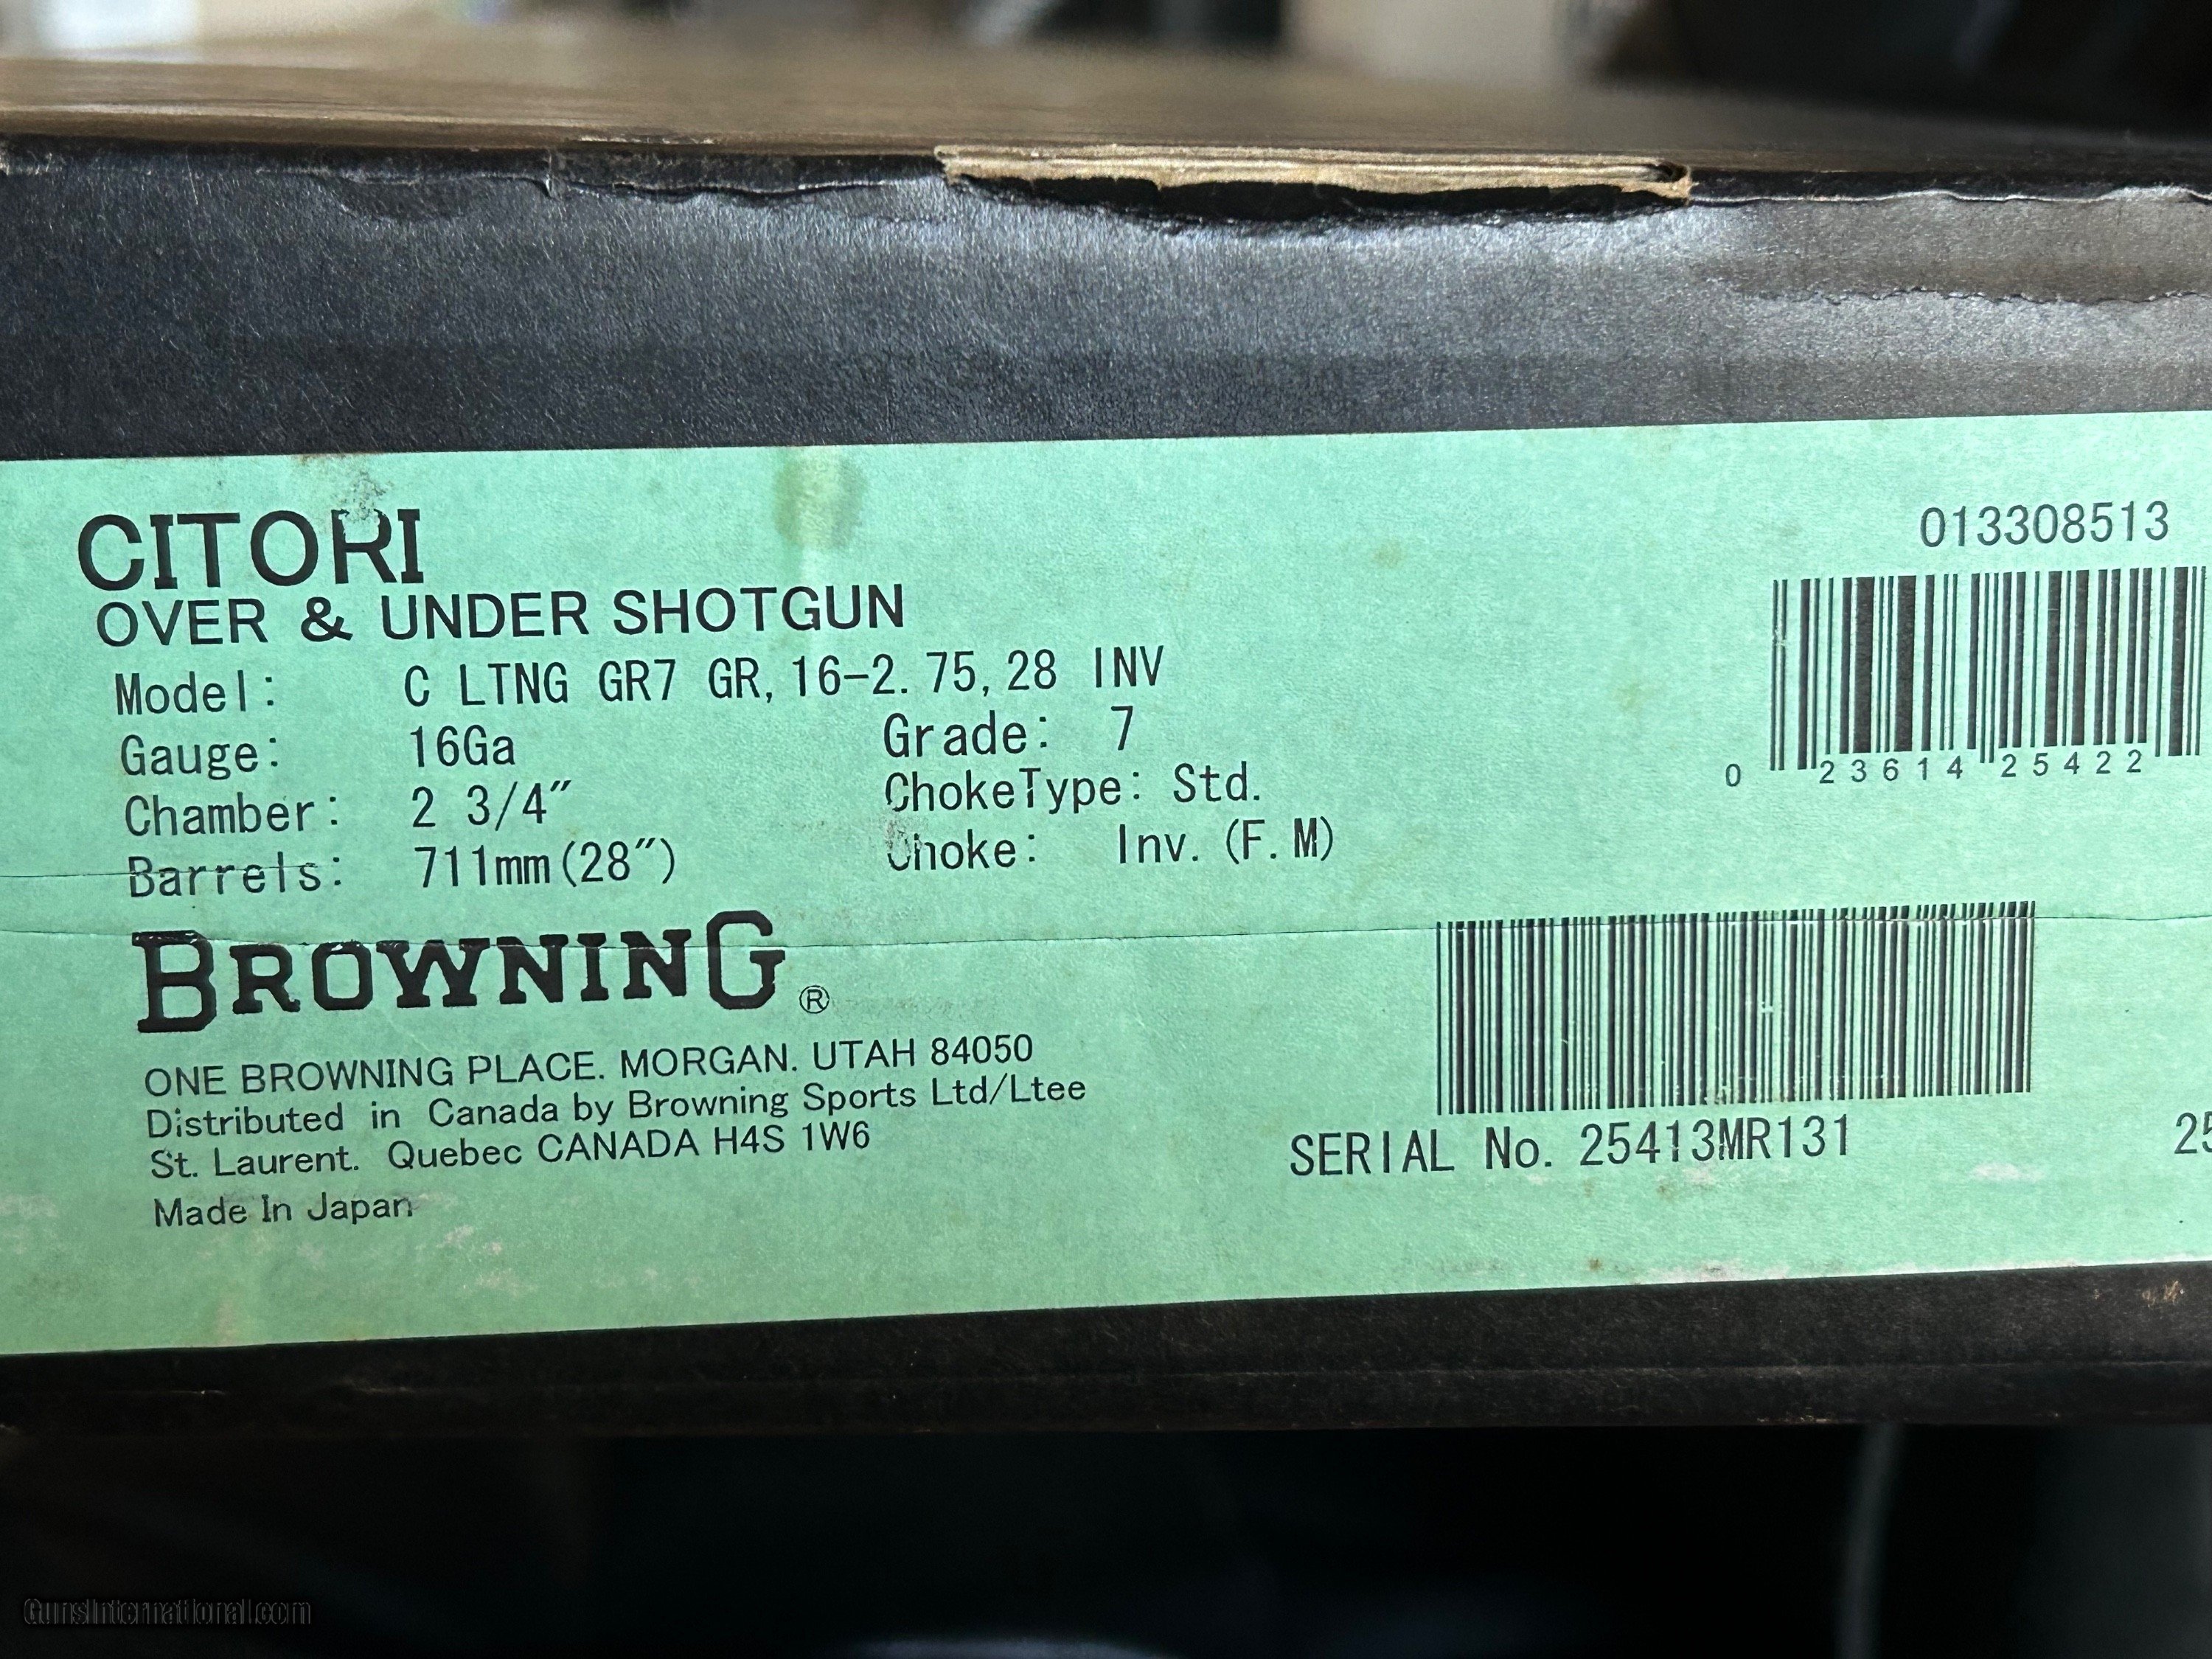 CITORI
OVER & UNDER SHOTGUN
013308513
Model: C LTNG GR7 GR, 16-2.75, 28 INV
Gauge: 16Ga Grade: 7
Chamber: 2 3/4" ChokeType: Std.
Barrels: 711mm(28") Choke: Inv. (F.M)
0 23614 25422
BROWNING®
ONE BROWNING PLACE. MORGAN. UTAH 84050
Distributed in Canada by Browning Sports Ltd/Ltee
St. Laurent. Quebec CANADA H4S 1W6
Made In Japan
SERIAL No. 25413MR131
GunsInternational.com